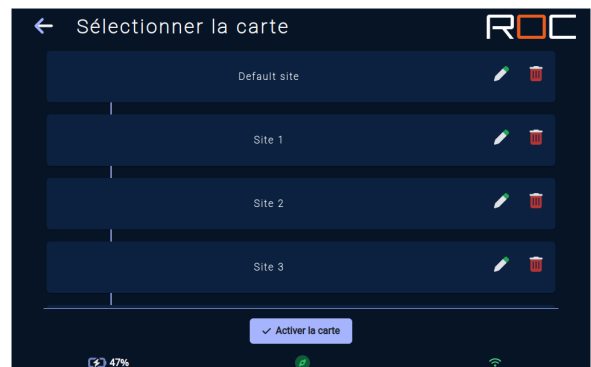 Sélectionner la carte
ROC
Default site
Site 1
Site 2
Site 3
Activer la carte
47%